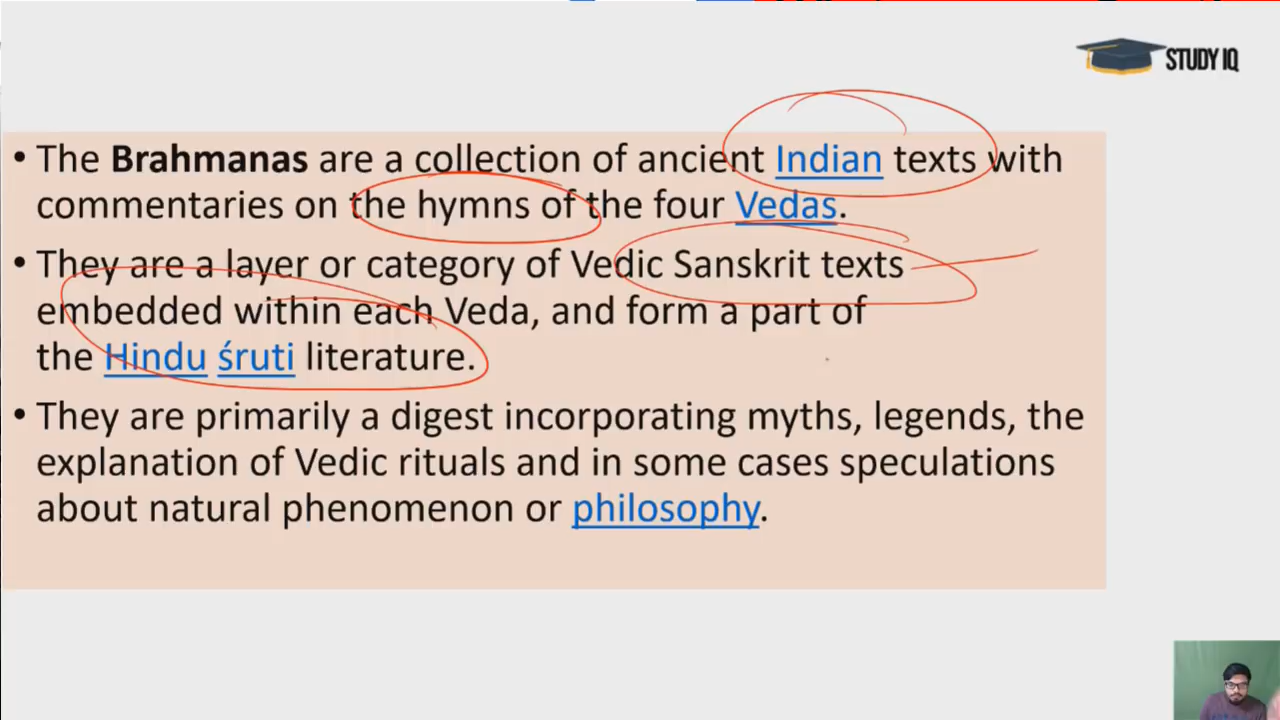 STUDY IQ
• The Brahmanas are a collection of ancient Indian texts with
commentaries on the hymns of the four Vedas.
• They are a layer or category of Vedic Sanskrit texts
embedded within each Veda, and form a part of
the Hindu śruti literature.
• They are primarily a digest incorporating myths, legends, the
explanation of Vedic rituals and in some cases speculations
about natural phenomenon or philosophy.